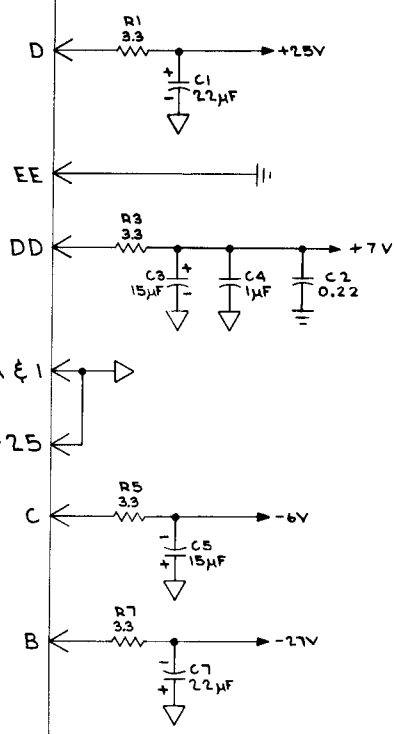 R1
3.3
D
+25V
+
C1
-
22µF
EE
R3
3.3
DD
+7V
C3
+
C4
C2
15µF
-
1µF
0.22
& 1
25
R5
3.3
C
-6V
-
C5
+
15µF
R7
3.3
B
-27V
-
C7
+
22µF